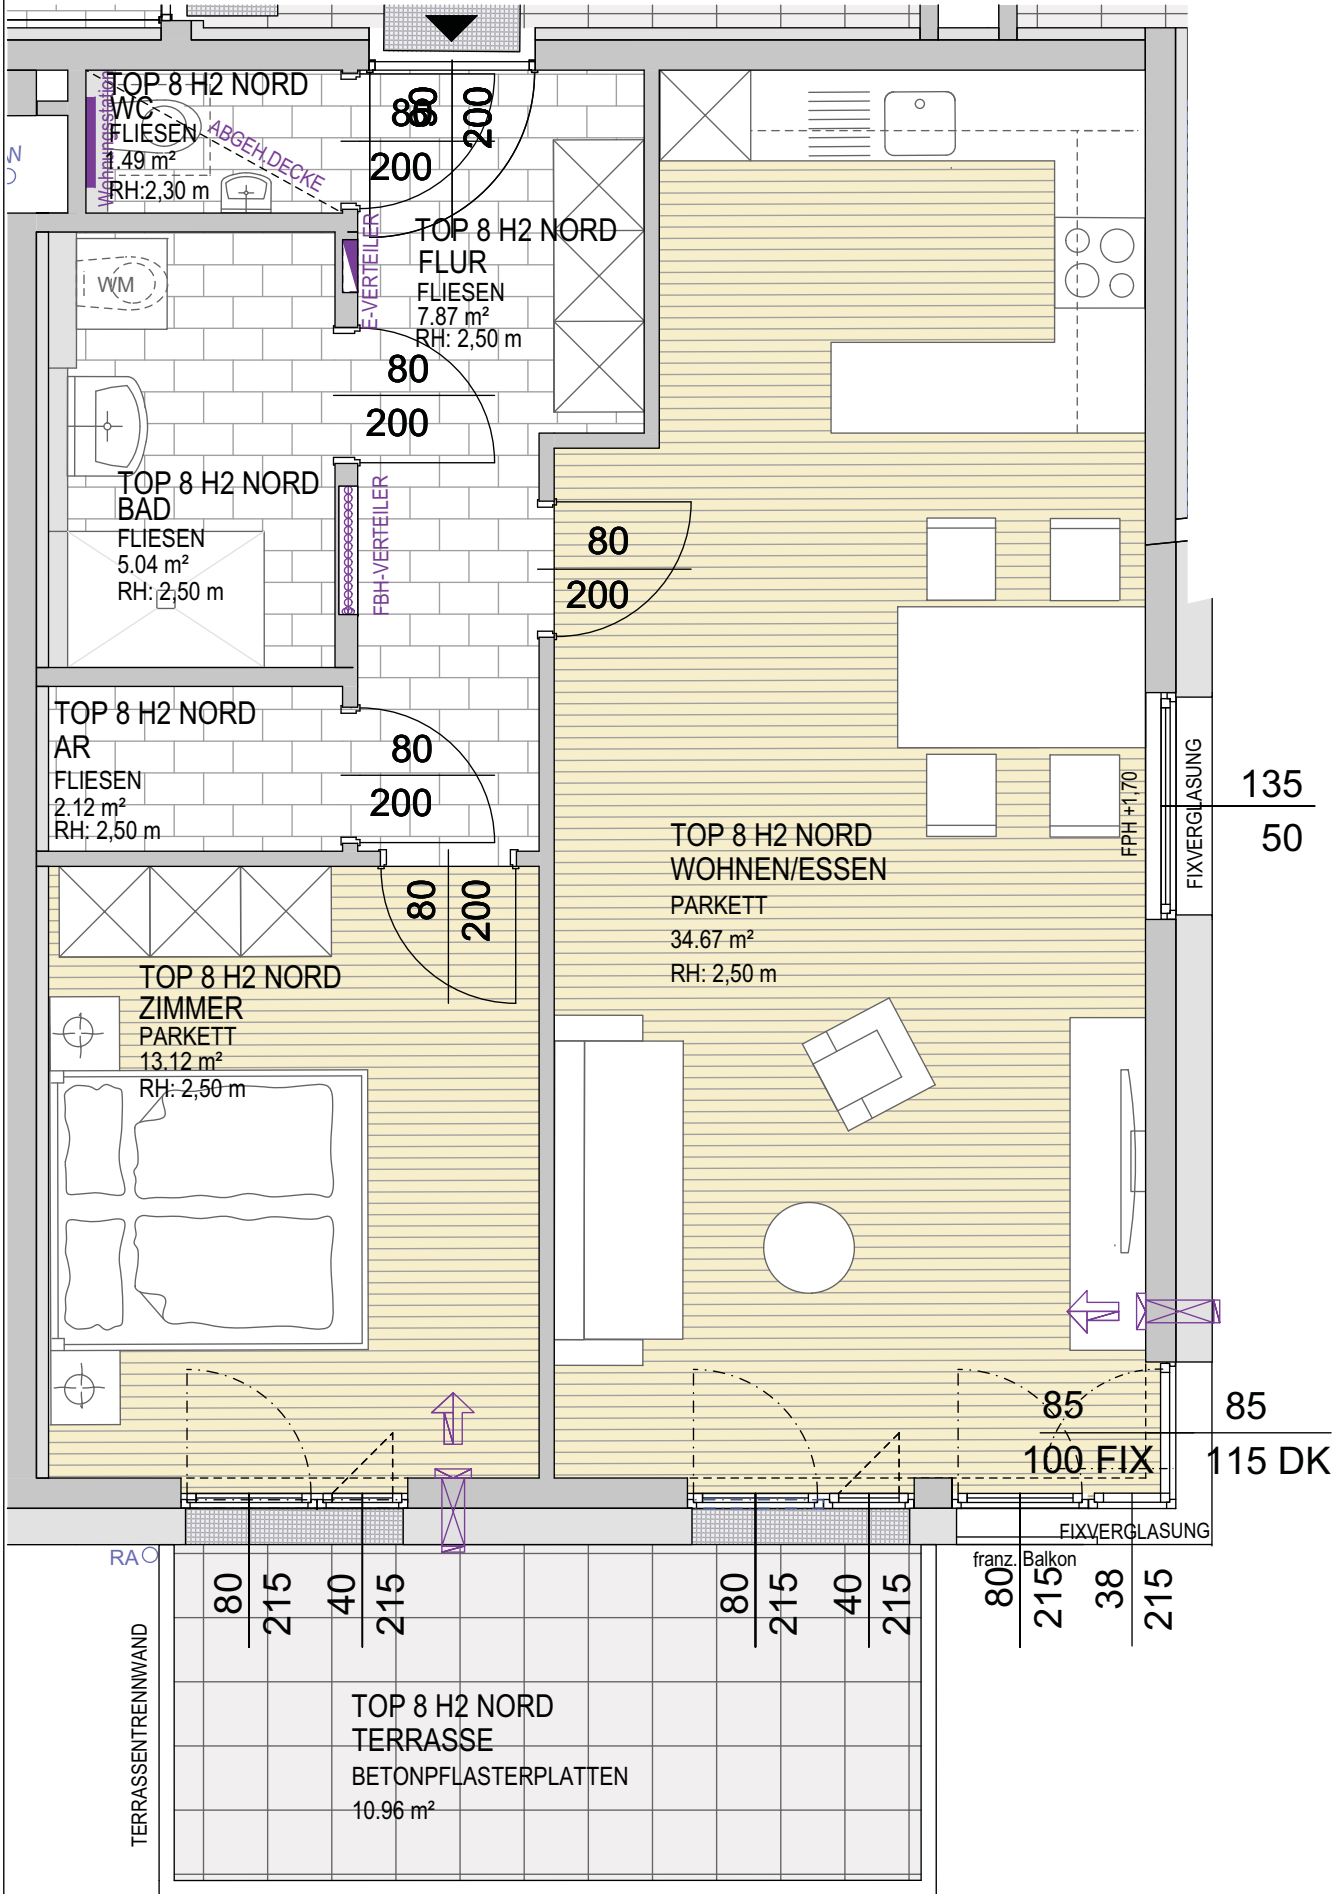 TOP 8 H2 NORD
WC
FLIESEN
1.49 m²
RH:2,30 m
Wohnungsstation
ABGEH.DECKE
80
200
80
200
TOP 8 H2 NORD
FLUR
FLIESEN
7.87 m²
RH: 2,50 m
E-VERTEILER
WM
80
200
TOP 8 H2 NORD
BAD
FLIESEN
5.04 m²
RH: 2,50 m
FBH-VERTEILER
80
200
TOP 8 H2 NORD
AR
FLIESEN
2.12 m²
RH: 2,50 m
80
200
80
200
TOP 8 H2 NORD
WOHNEN/ESSEN
PARKETT
34.67 m²
RH: 2,50 m
FPH +1,70
FIXVERGLASUNG
135
50
TOP 8 H2 NORD
ZIMMER
PARKETT
13.12 m²
RH: 2,50 m
85
100 FIX
85
115 DK
FIXVERGLASUNG
franz. Balkon
RA
80
215
40
215
80
215
40
215
80
215
38
215
TERRASSENTRENNWAND
TOP 8 H2 NORD
TERRASSE
BETONPFLASTERPLATTEN
10.96 m²